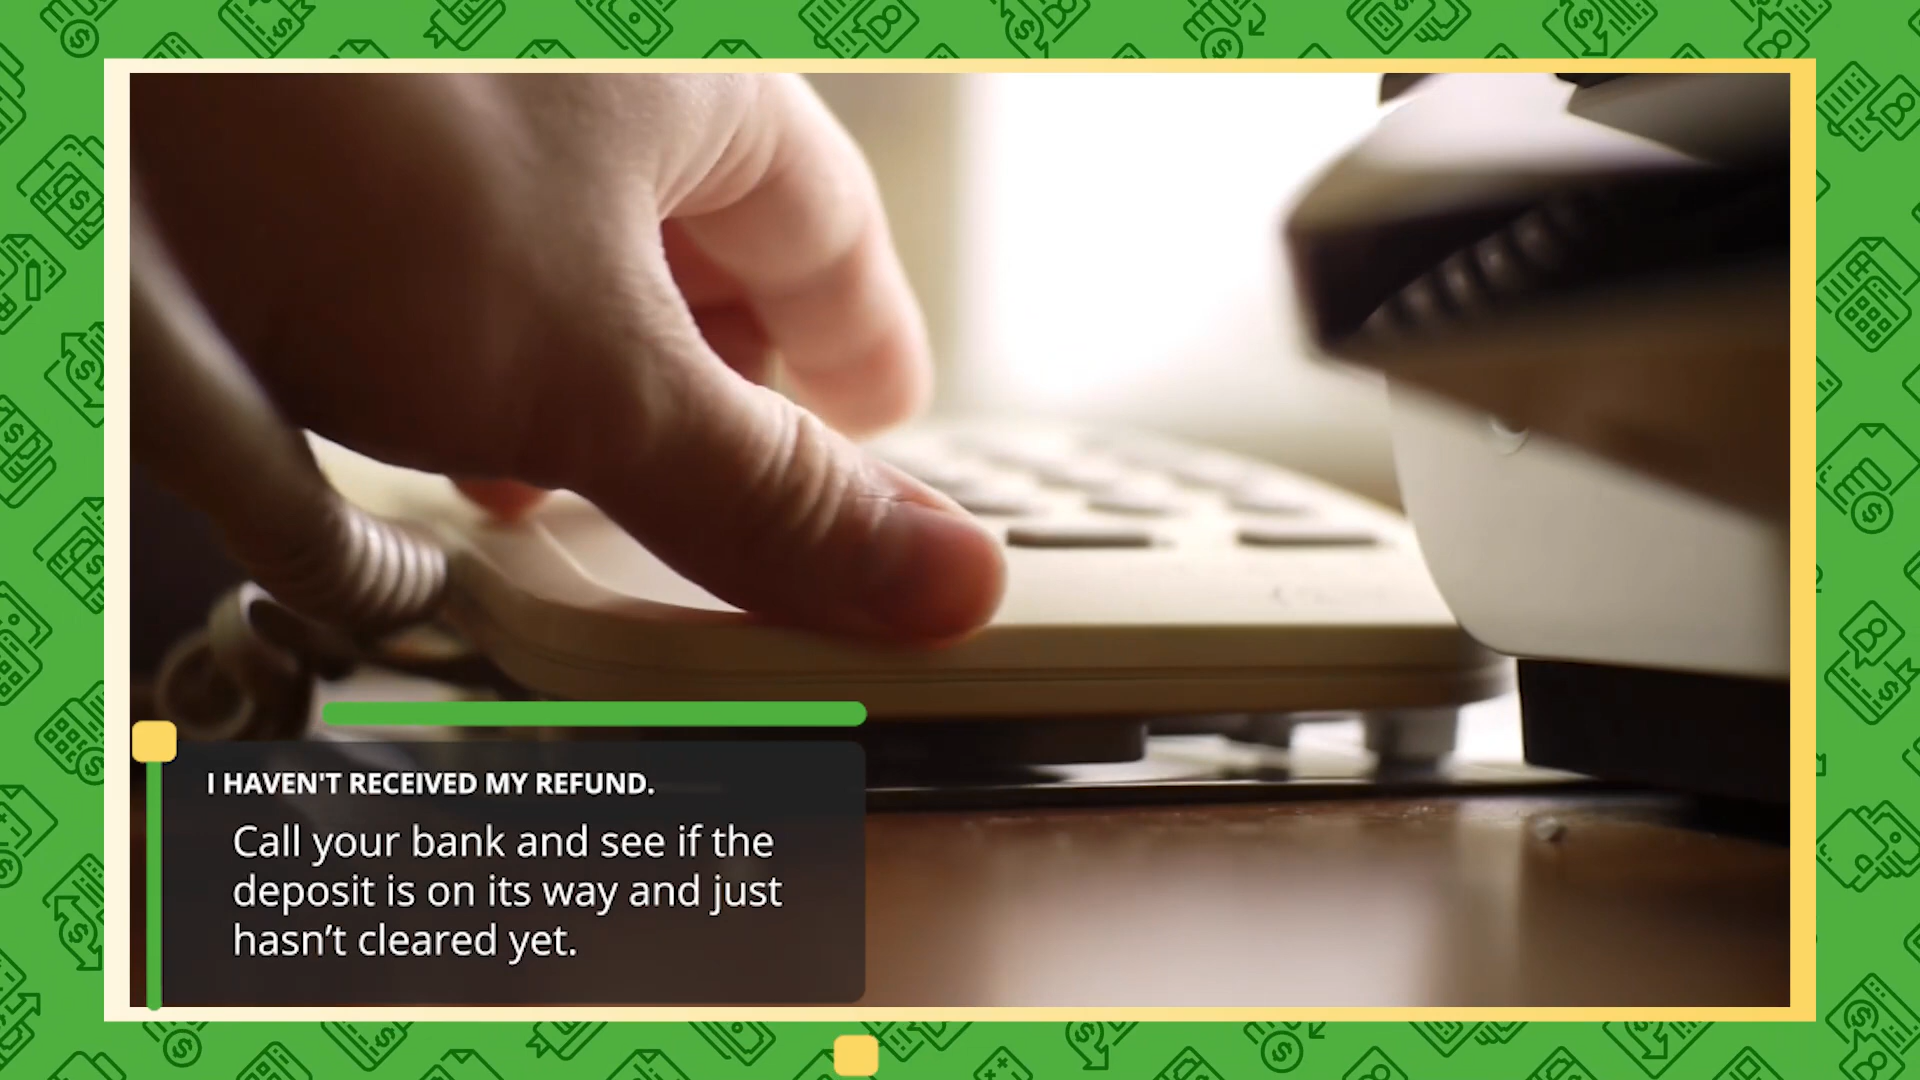 I HAVEN'T RECEIVED MY REFUND.
Call your bank and see if the
deposit is on its way and just
hasn’t cleared yet.